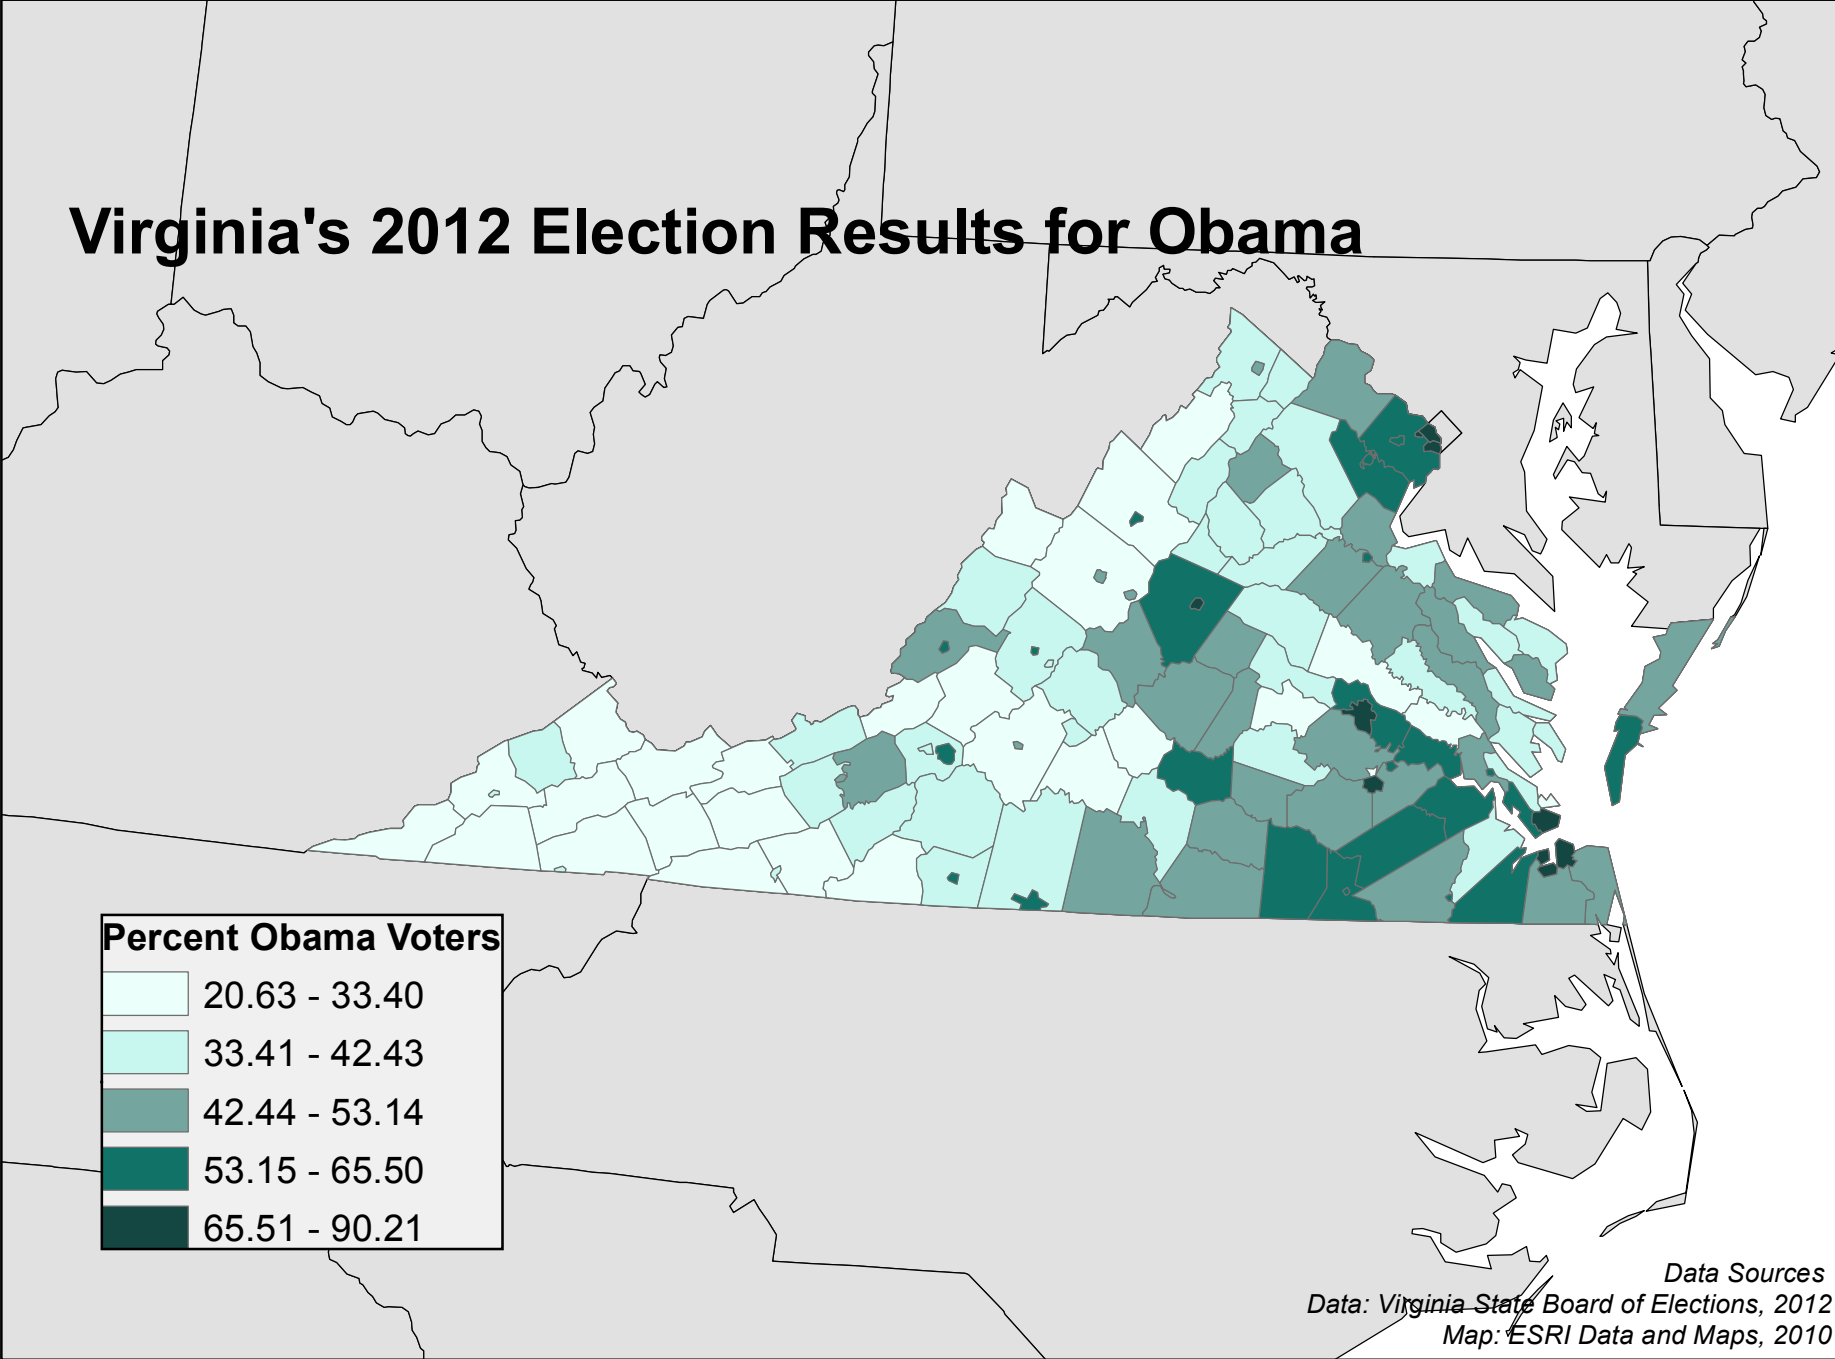 Virginia's 2012 Election Results for Obama
Percent Obama Voters
20.63 - 33.40
33.41 - 42.43
42.44 - 53.14
53.15 - 65.50
65.51 - 90.21
Data Sources
Data: Virginia State Board of Elections, 2012
Map: ESRI Data and Maps, 2010